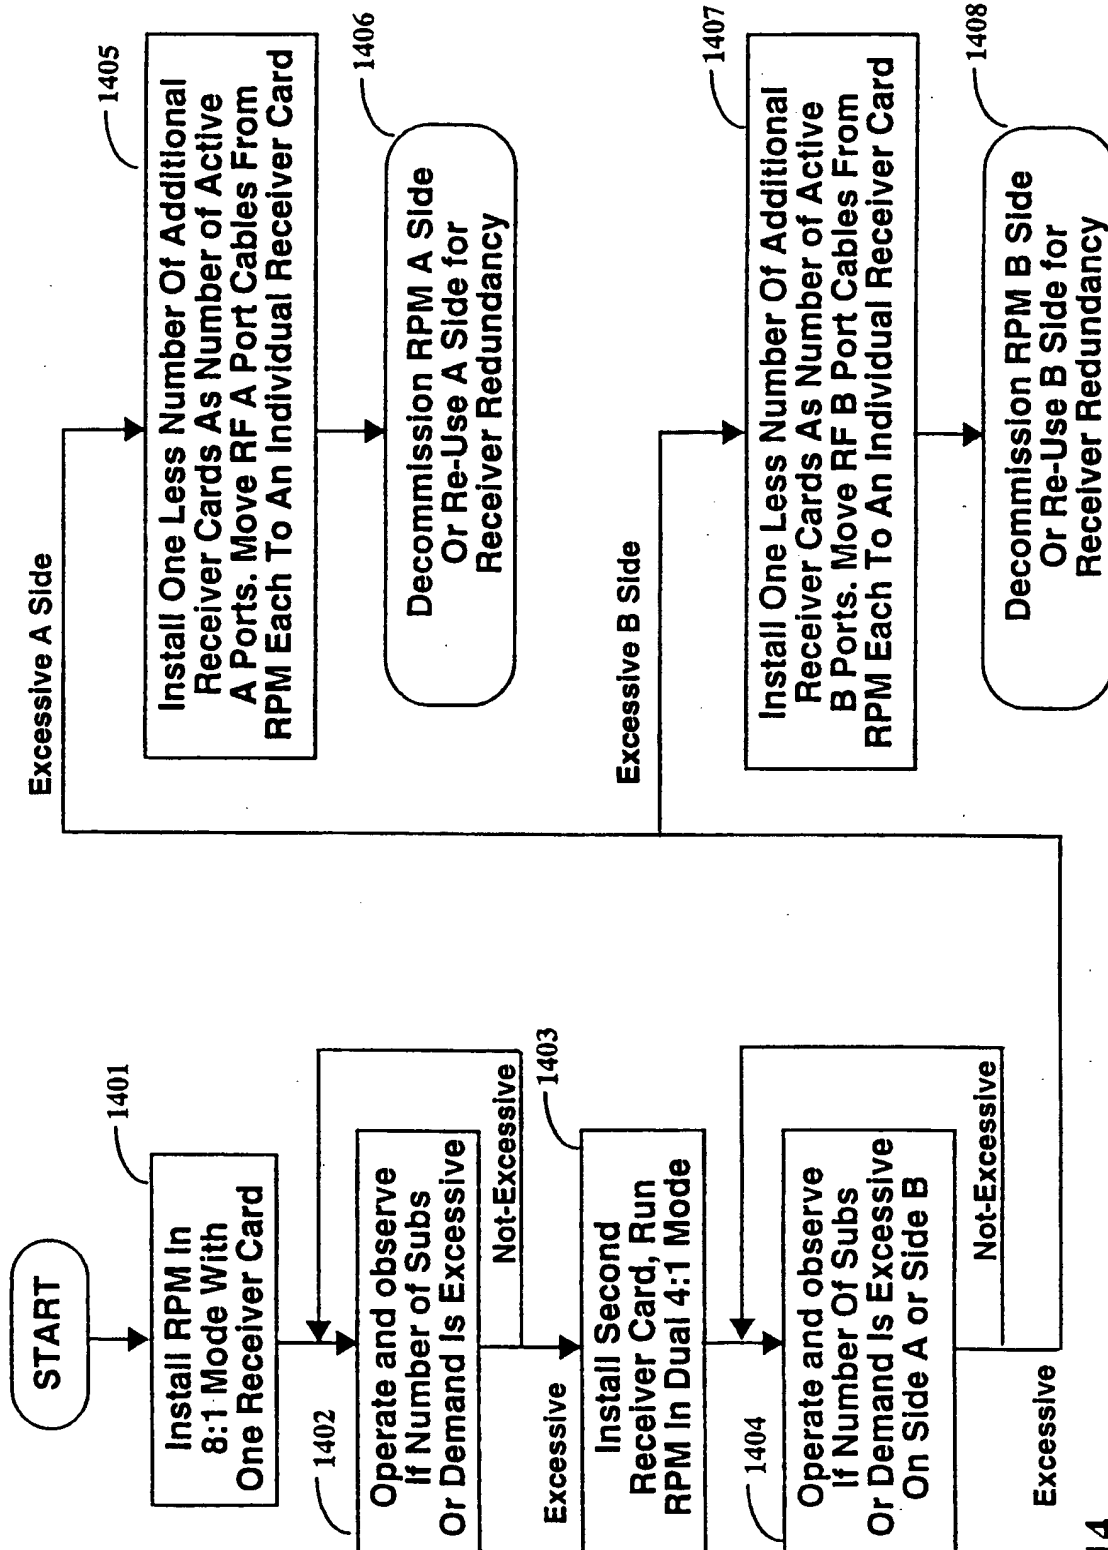 START
1401
Install RPM In
8:1 Mode With
One Receiver Card
1402
Operate and observe
If Number of Subs
Or Demand Is Excessive
Not-Excessive
Excessive
1403
Install Second
Receiver Card, Run
RPM In Dual 4:1 Mode
1404
Operate and observe
If Number Of Subs
Or Demand Is Excessive
On Side A or Side B
Not-Excessive
Excessive
Excessive A Side
1405
Install One Less Number Of Additional
Receiver Cards As Number of Active
A Ports. Move RF A Port Cables From
RPM Each To An Individual Receiver Card
1406
Decommission RPM A Side
Or Re-Use A Side for
Receiver Redundancy
Excessive B Side
1407
Install One Less Number Of Additional
Receiver Cards As Number of Active
B Ports. Move RF B Port Cables From
RPM Each To An Individual Receiver Card
1408
Decommission RPM B Side
Or Re-Use B Side for
Receiver Redundancy